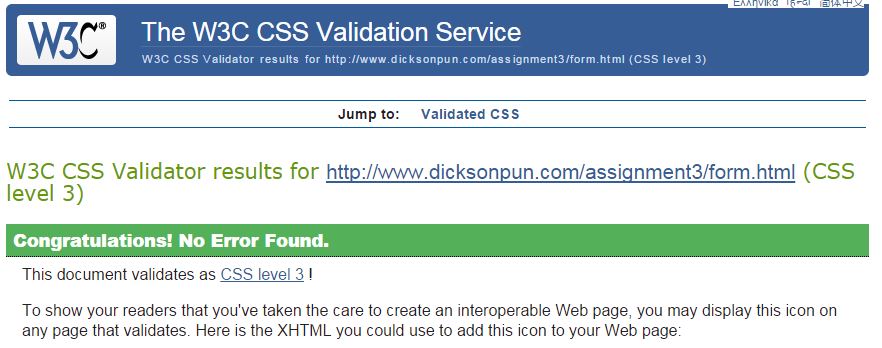 Ελληνικά हिन्दी 简体中文
W3C®
The W3C CSS Validation Service
W3C CSS Validator results for http://www.dicksonpun.com/assignment3/form.html (CSS level 3)
Jump to: Validated CSS
W3C CSS Validator results for http://www.dicksonpun.com/assignment3/form.html (CSS
level 3)
Congratulations! No Error Found.
This document validates as CSS level 3 !
To show your readers that you've taken the care to create an interoperable Web page, you may display this icon on
any page that validates. Here is the XHTML you could use to add this icon to your Web page: